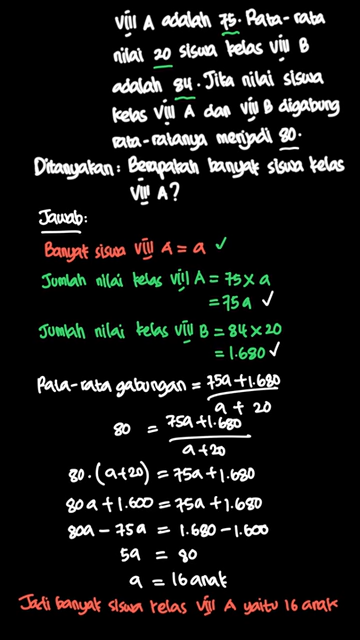 VIII A adalah 75. Rata-rata
nilai 20 siswa kelas VIII B
adalah 84. Jika nilai siswa
kelas VIII A dan VIII B digabung
rata-ratanya menjadi 80.
Ditanyakan: Berapakah banyak siswa kelas
VIII A?
Jawab:
Banyak siswa VIII A = a ✓
Jumlah nilai kelas VIII A = 75 × a
= 75a ✓
Jumlah nilai kelas VIII B = 84 × 20
= 1.680 ✓
Rata-rata gabungan = 75a + 1.680
a + 20
80 = 75a + 1.680
a + 20
80 . (a + 20) = 75a + 1.680
80a + 1.600 = 75a + 1.680
80a - 75a = 1.680 - 1.600
5a = 80
a = 16 anak
Jadi banyak siswa kelas VIII A yaitu 16 anak